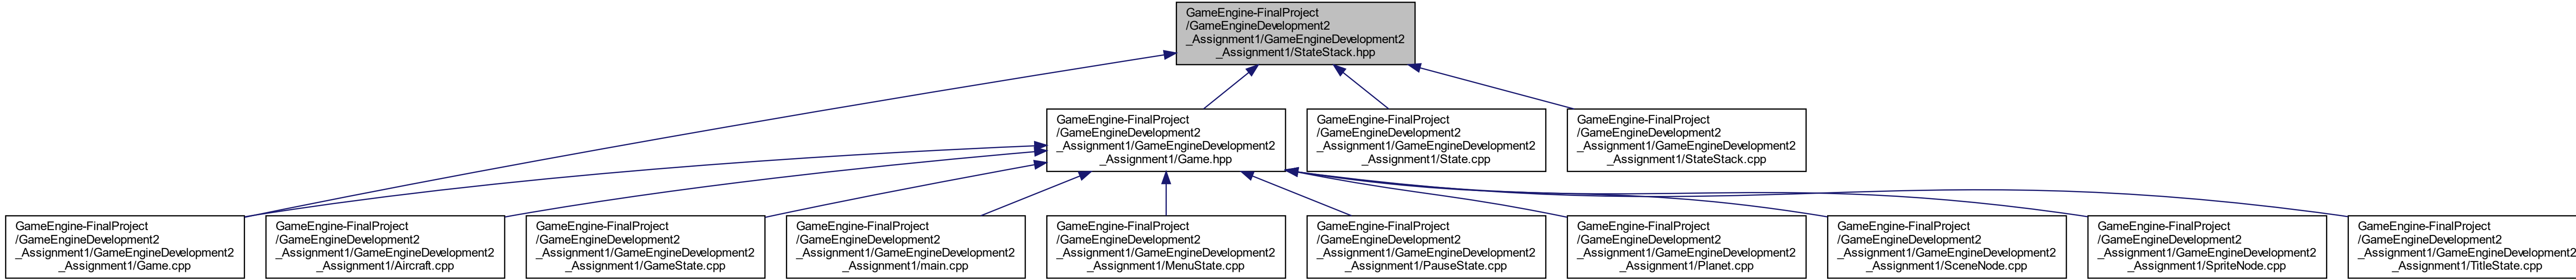 GameEngine-FinalProject
/GameEngineDevelopment2
_Assignment1/GameEngineDevelopment2
_Assignment1/StateStack.hpp
GameEngine-FinalProject
/GameEngineDevelopment2
_Assignment1/GameEngineDevelopment2
_Assignment1/Game.hpp
GameEngine-FinalProject
/GameEngineDevelopment2
_Assignment1/GameEngineDevelopment2
_Assignment1/State.cpp
GameEngine-FinalProject
/GameEngineDevelopment2
_Assignment1/GameEngineDevelopment2
_Assignment1/StateStack.cpp
GameEngine-FinalProject
/GameEngineDevelopment2
_Assignment1/GameEngineDevelopment2
_Assignment1/Game.cpp
GameEngine-FinalProject
/GameEngineDevelopment2
_Assignment1/GameEngineDevelopment2
_Assignment1/Aircraft.cpp
GameEngine-FinalProject
/GameEngineDevelopment2
_Assignment1/GameEngineDevelopment2
_Assignment1/GameState.cpp
GameEngine-FinalProject
/GameEngineDevelopment2
_Assignment1/GameEngineDevelopment2
_Assignment1/main.cpp
GameEngine-FinalProject
/GameEngineDevelopment2
_Assignment1/GameEngineDevelopment2
_Assignment1/MenuState.cpp
GameEngine-FinalProject
/GameEngineDevelopment2
_Assignment1/GameEngineDevelopment2
_Assignment1/PauseState.cpp
GameEngine-FinalProject
/GameEngineDevelopment2
_Assignment1/GameEngineDevelopment2
_Assignment1/Planet.cpp
GameEngine-FinalProject
/GameEngineDevelopment2
_Assignment1/GameEngineDevelopment2
_Assignment1/SceneNode.cpp
GameEngine-FinalProject
/GameEngineDevelopment2
_Assignment1/GameEngineDevelopment2
_Assignment1/SpriteNode.cpp
GameEngine-FinalProject
/GameEngineDevelopment2
_Assignment1/GameEngineDevelopment2
_Assignment1/TitleState.cpp